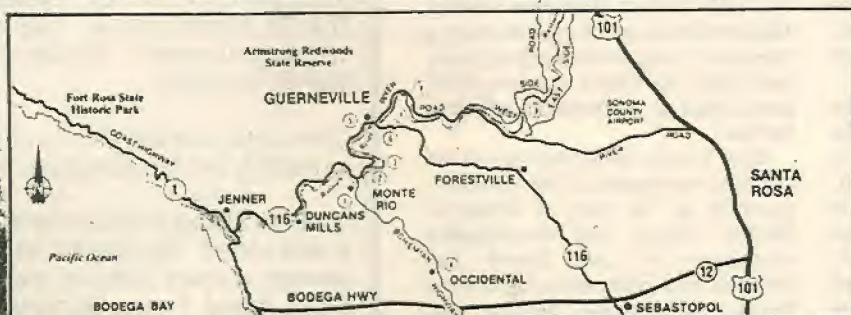 101
Armstrong Redwoods
State Reserve
ROAD
SIDE
EAST
SIDE
WEST
GUERNEVILLE
RIVER
ROAD
Fort Ross State
Historic Park
SONOMA
COUNTY
AIRPORT
ROAD
RIVER
COAST HIGHWAY
1
N
SANTA
ROSA
FORESTVILLE
JENNER
116
DUNCANS
MILLS
MONTE
RIO
Pacific Ocean
BOHEMIAN
HIGHWAY
OCCIDENTAL
116
12
101
BODEGA BAY
BODEGA HWY
SEBASTOPOL